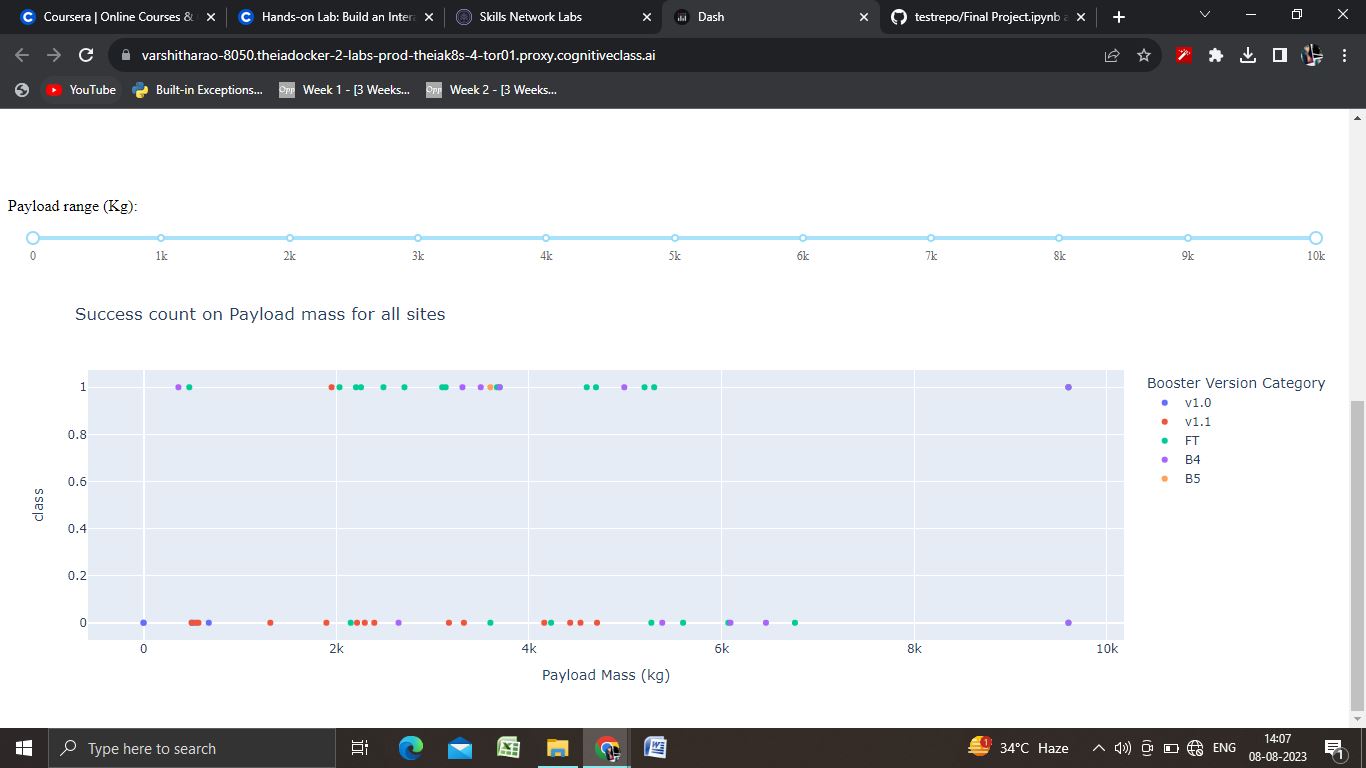 Coursera | Online Courses &
Hands-on Lab: Build an Inter
Skills Network Labs
Dash
testrepo/Final Project.ipynb a
varshitharao-8050.theiadocker-2-labs-prod-theiak8s-4-tor01.proxy.cognitiveclass.ai
YouTube
Built-in Exceptions...
Opp Week 1 - [3 Weeks...
Opp Week 2 - [3 Weeks...
Payload range (Kg):
0 1k 2k 3k 4k 5k 6k 7k 8k 9k 10k
Success count on Payload mass for all sites
Booster Version Category
v1.0
v1.1
FT
B4
B5
1
0.8
0.6
0.4
0.2
0
class
0 2k 4k 6k 8k 10k
Payload Mass (kg)
Type here to search
1
34°C Haze
ENG
14:07
08-08-2023
1